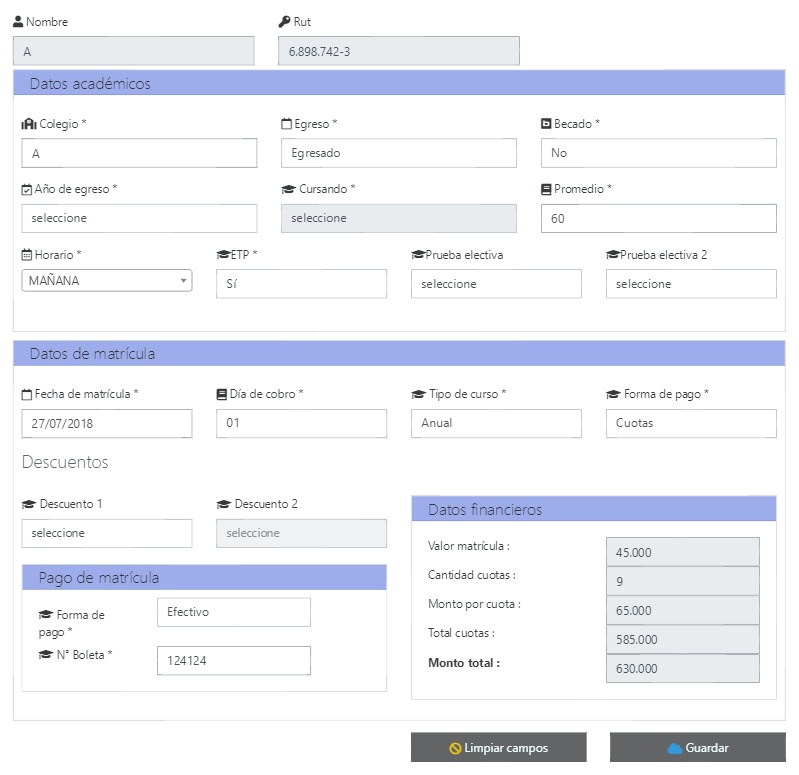 Nombre Rut
A 6.898.742-3
Datos académicos
Colegio * Egreso * Becado *
A Egresado No
Año de egreso * Cursando * Promedio *
seleccione seleccione 60
Horario * ETP * Prueba electiva Prueba electiva 2
MAÑANA Sí seleccione seleccione
Datos de matrícula
Fecha de matrícula * Día de cobro * Tipo de curso * Forma de pago *
27/07/2018 01 Anual Cuotas
Descuentos
Descuento 1 Descuento 2
seleccione seleccione
Pago de matrícula
Forma de
pago *
Efectivo
N° Boleta *
124124
Datos financieros
Valor matrícula : 45.000
Cantidad cuotas : 9
Monto por cuota : 65.000
Total cuotas : 585.000
Monto total : 630.000
Limpiar campos Guardar